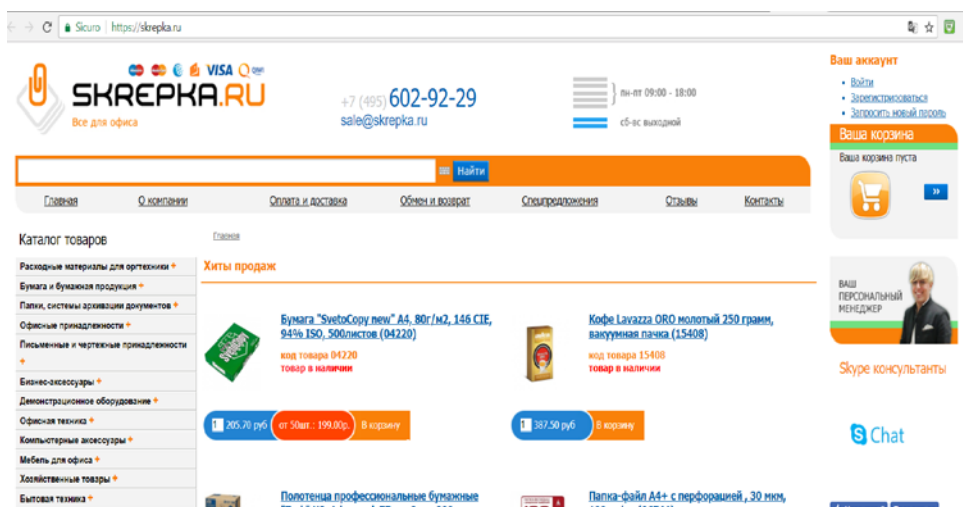 Sicuro
https://skrepka.ru
VISA
SKREPKA.RU
Все для офиса
+7 (495) 602-92-29
sale@skrepka.ru
пн-пт 09:00 - 18:00
сб-вс выходной
Ваш аккаунт
Войти
Зарегистрироваться
Запросить новый пароль
Ваша корзина
Ваша корзина пуста
»
Найти
Главная
О компании
Оплата и доставка
Обмен и возврат
Спецпредложения
Отзывы
Контакты
Каталог товаров
Расходные материалы для оргтехники +
Бумага и бумажная продукция +
Папки, системы архивации документов +
Офисные принадлежности +
Письменные и чертежные принадлежности
+
Бизнес-аксессуары +
Демонстрационное оборудование +
Офисная техника +
Компьютерные аксессуары +
Мебель для офиса +
Хозяйственные товары +
Бытовая техника +
Главная
Хиты продаж
Бумага "SvetoCopy new" А4, 80г/м2, 146 CIE,
94% ISO, 500листов (04220)
код товара 04220
товар в наличии
1 205.70 руб
от 50шт.: 199.00р.
В корзину
Кофе Lavazza ORO молотый 250 грамм,
вакуумная пачка (15408)
код товара 15408
товар в наличии
1 387.50 руб
В корзину
Полотенца профессиональные бумажные
Папка-файл А4+ с перфорацией , 30 мкм,
ВАШ
ПЕРСОНАЛЬНЫЙ
МЕНЕДЖЕР
Skype консультанты
Chat